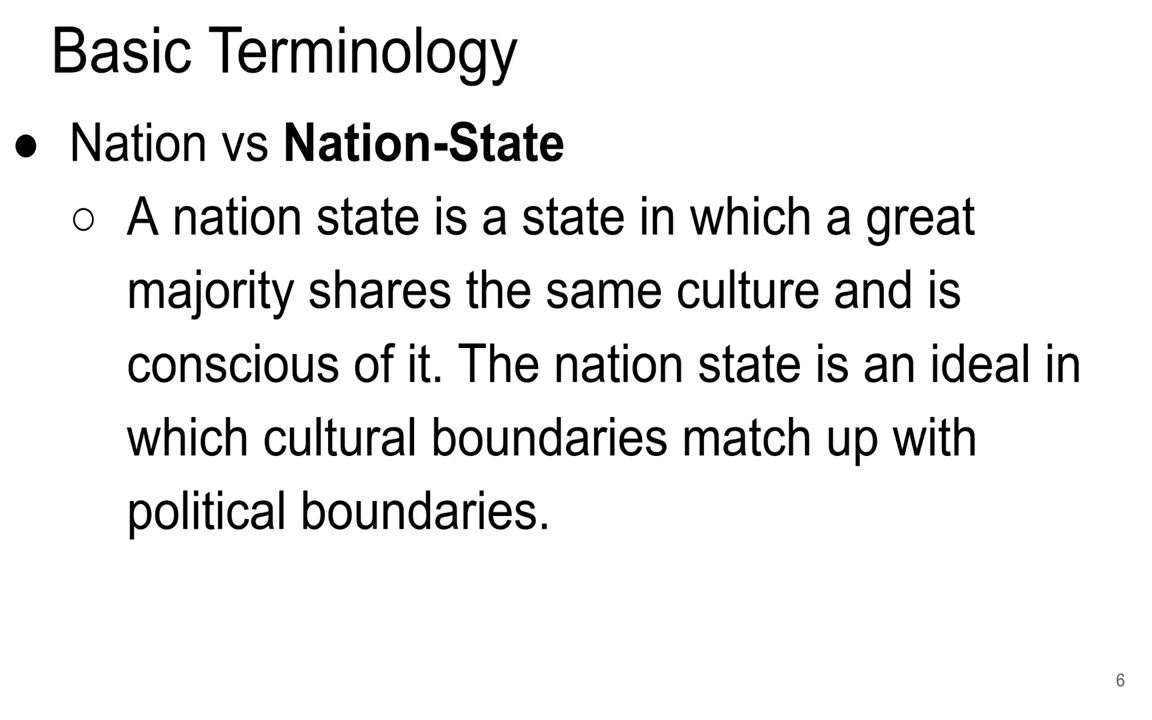 Basic Terminology
● Nation vs Nation-State
○ A nation state is a state in which a great
majority shares the same culture and is
conscious of it. The nation state is an ideal in
which cultural boundaries match up with
political boundaries.
6